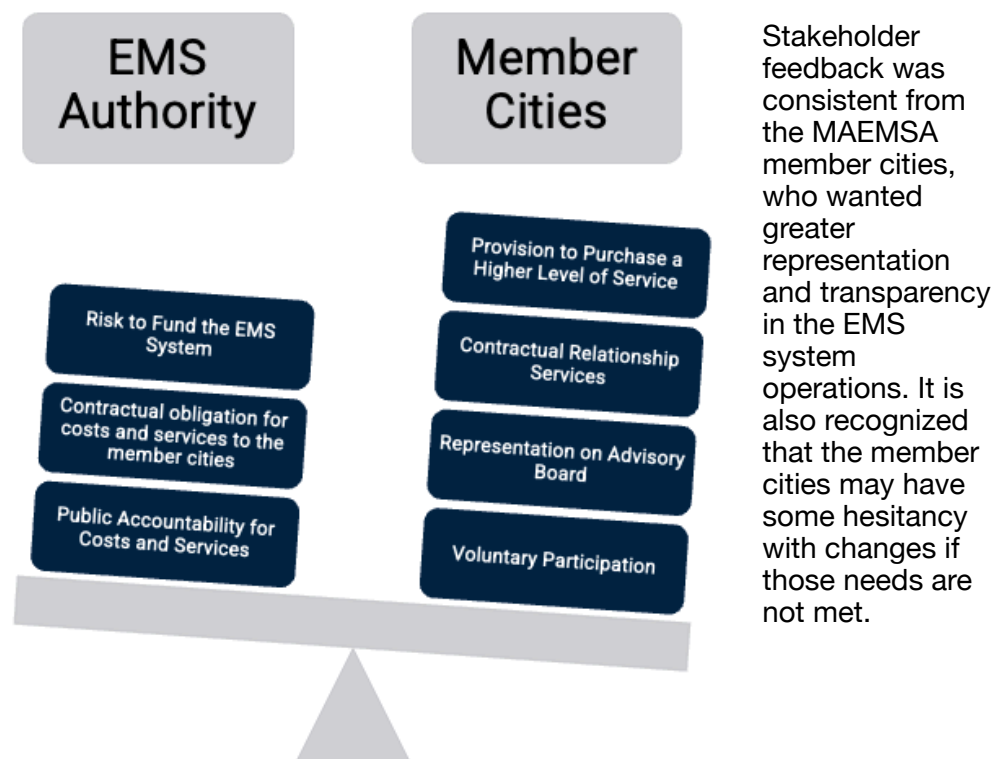 EMS
Authority
Member
Cities
Risk to Fund the EMS
System
Contractual obligation for
costs and services to the
member cities
Public Accountability for
Costs and Services
Provision to Purchase a
Higher Level of Service
Contractual Relationship
Services
Representation on Advisory
Board
Voluntary Participation
Stakeholder
feedback was
consistent from
the MAEMSA
member cities,
who wanted
greater
representation
and transparency
in the EMS
system
operations. It is
also recognized
that the member
cities may have
some hesitancy
with changes if
those needs are
not met.